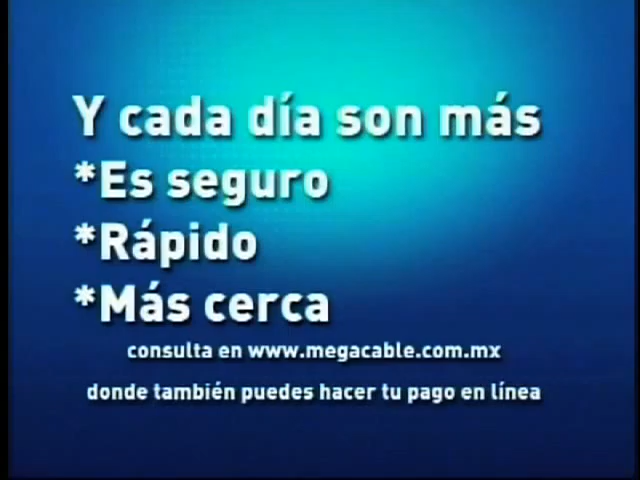 Y cada día son más
*Es seguro
*Rápido
*Más cerca
consulta en www.megacable.com.mx
donde también puedes hacer tu pago en línea